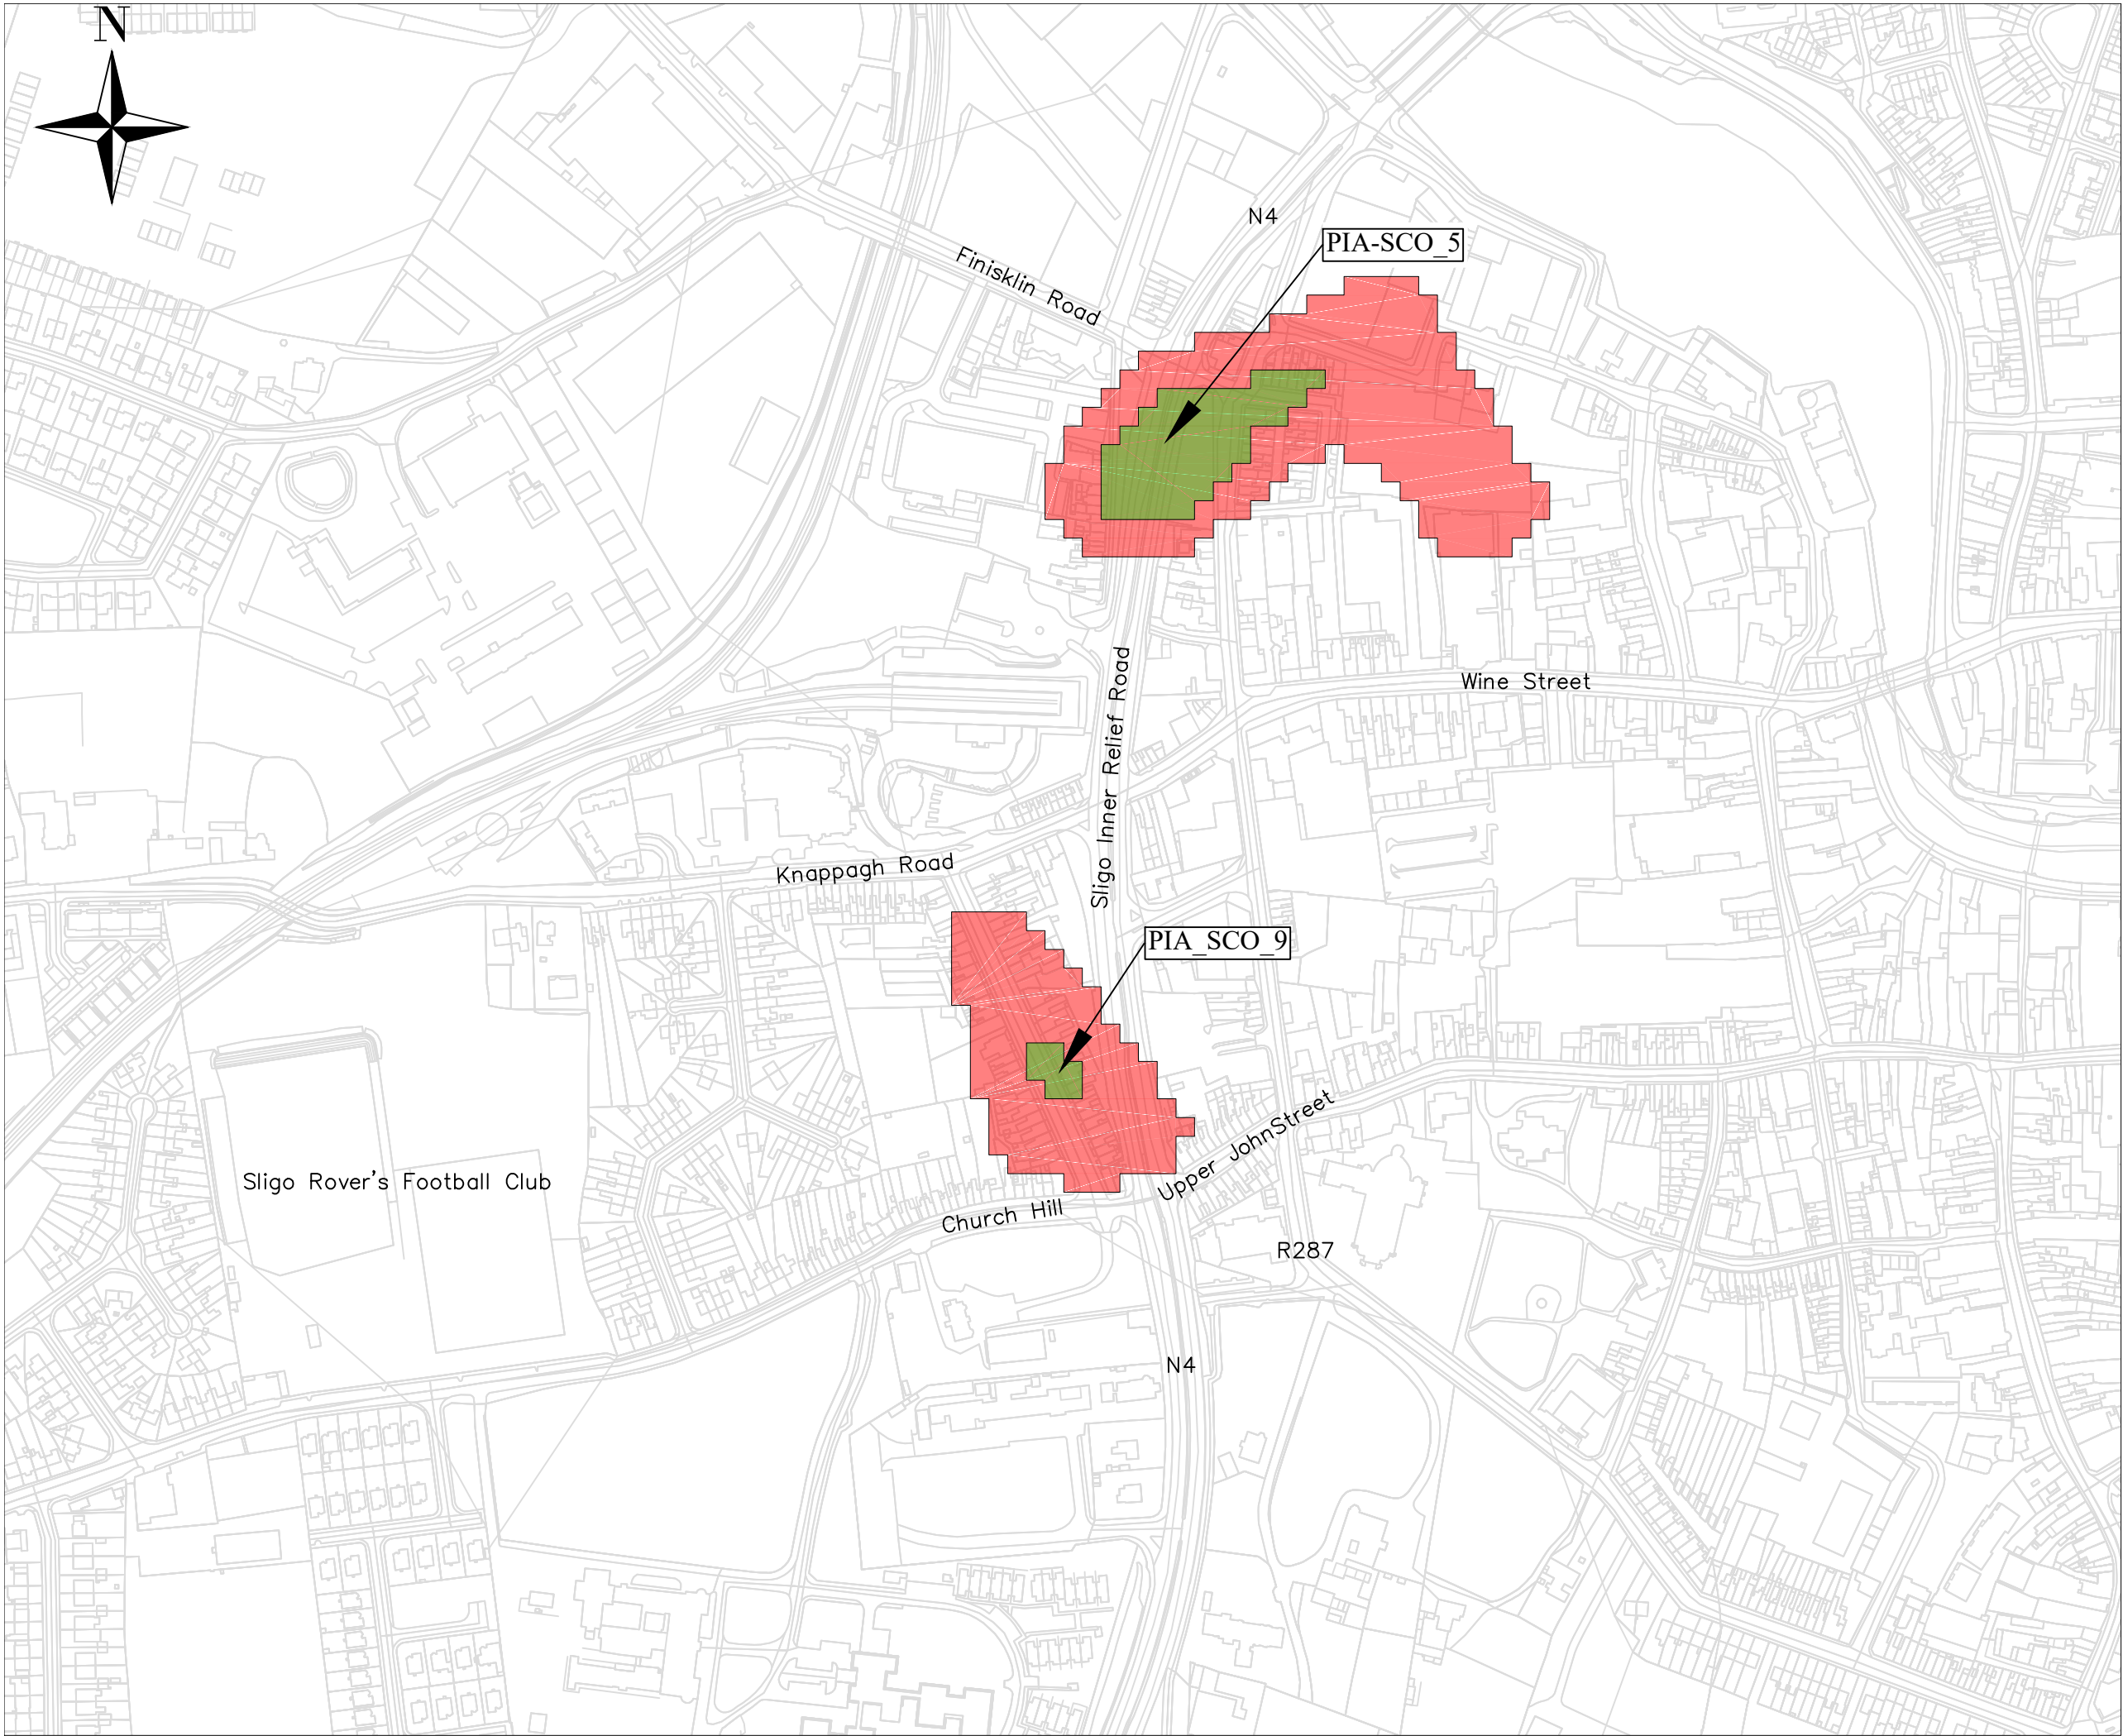 N
N4
PIA-SCO_5
Finisklin Road
Sligo Inner Relief Road
Wine Street
Knappagh Road
PIA_SCO_9
Upper JohnStreet
Sligo Rover's Football Club
Church Hill
R287
N4